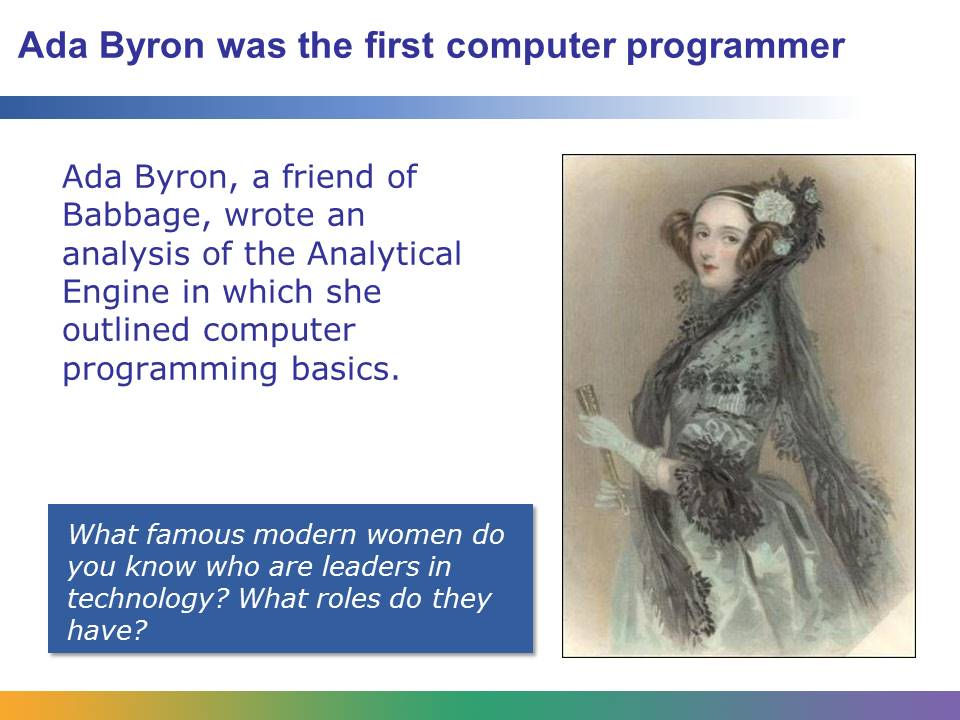 Ada Byron was the first computer programmer
Ada Byron, a friend of
Babbage, wrote an
analysis of the Analytical
Engine in which she
outlined computer
programming basics.
What famous modern women do
you know who are leaders in
technology? What roles do they
have?